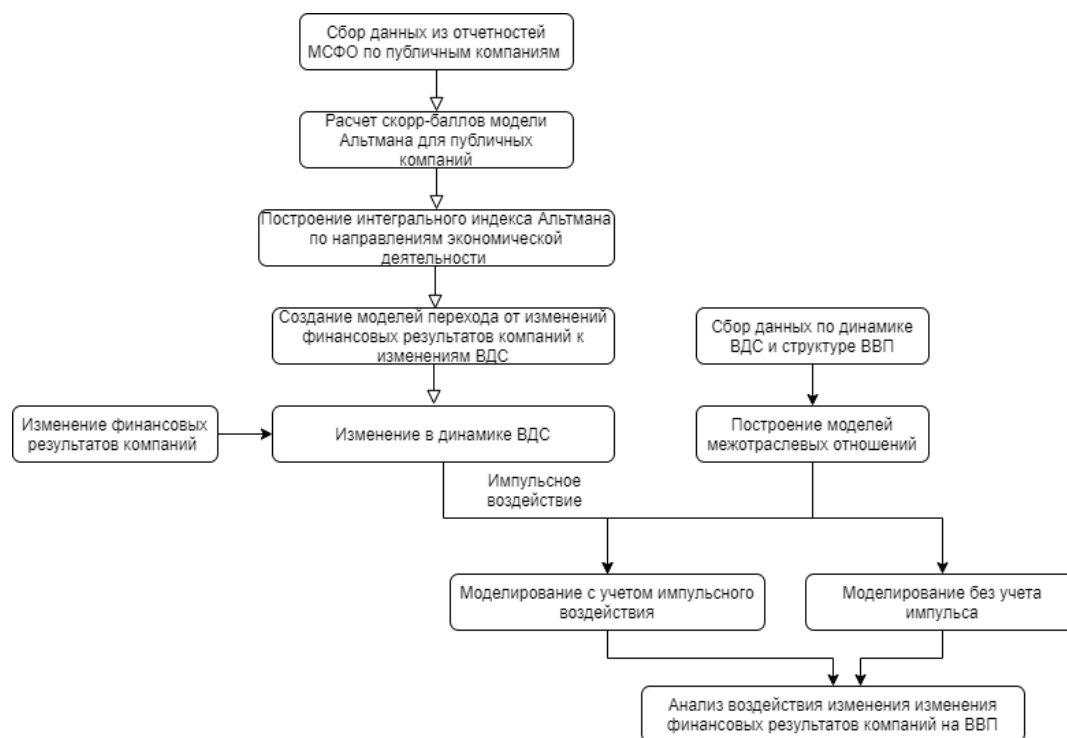 Сбор данных из отчетностей
МСФО по публичным компаниям
Расчет скорр-баллов модели
Альтмана для публичных
компаний
Построение интегрального индекса Альтмана
по направлениям экономической
деятельности
Создание моделей перехода от изменений
финансовых результатов компаний к
изменениям ВДС
Сбор данных по динамике
ВДС и структуре ВВП
Изменение финансовых
результатов компаний
Изменение в динамике ВДС
Построение моделей
межотраслевых отношений
Импульсное
воздействие
Моделирование с учетом импульсного
воздействия
Моделирование без учета
импульса
Анализ воздействия изменения изменения
финансовых результатов компаний на ВВП